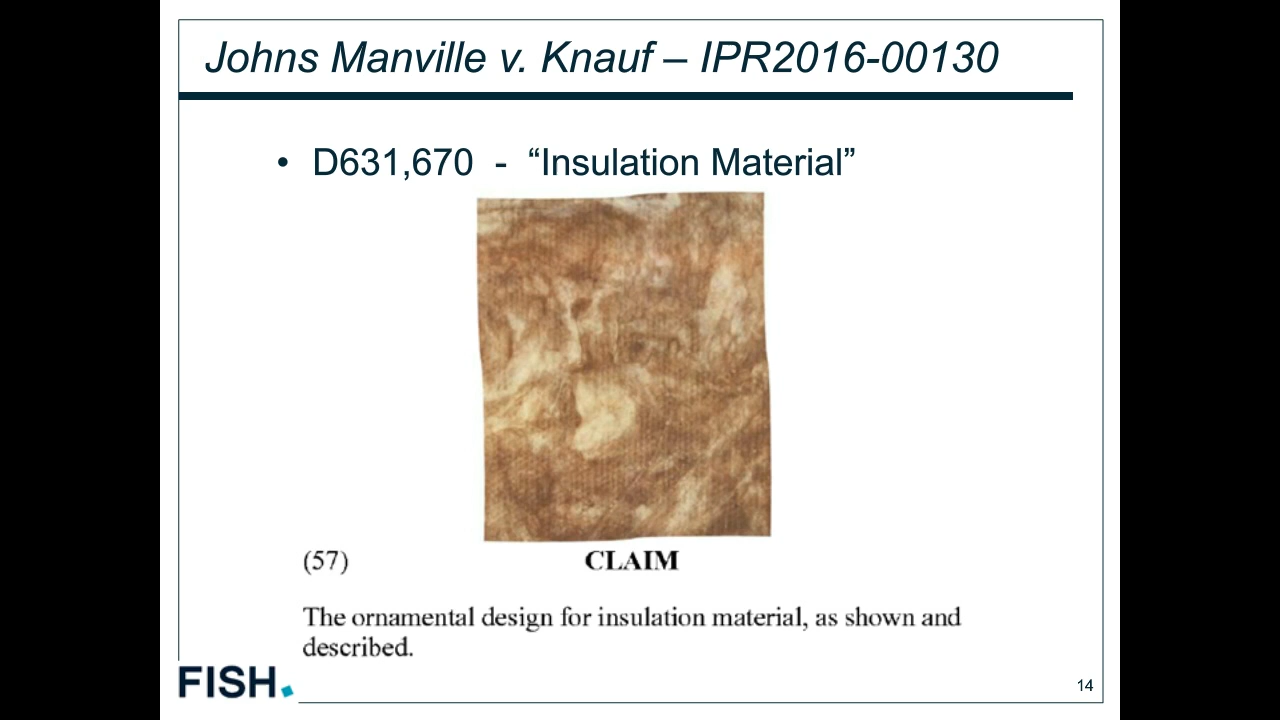 Johns Manville v. Knauf – IPR2016-00130
• D631,670 - “Insulation Material”
(57) CLAIM
The ornamental design for insulation material, as shown and
described.
FISH.
14